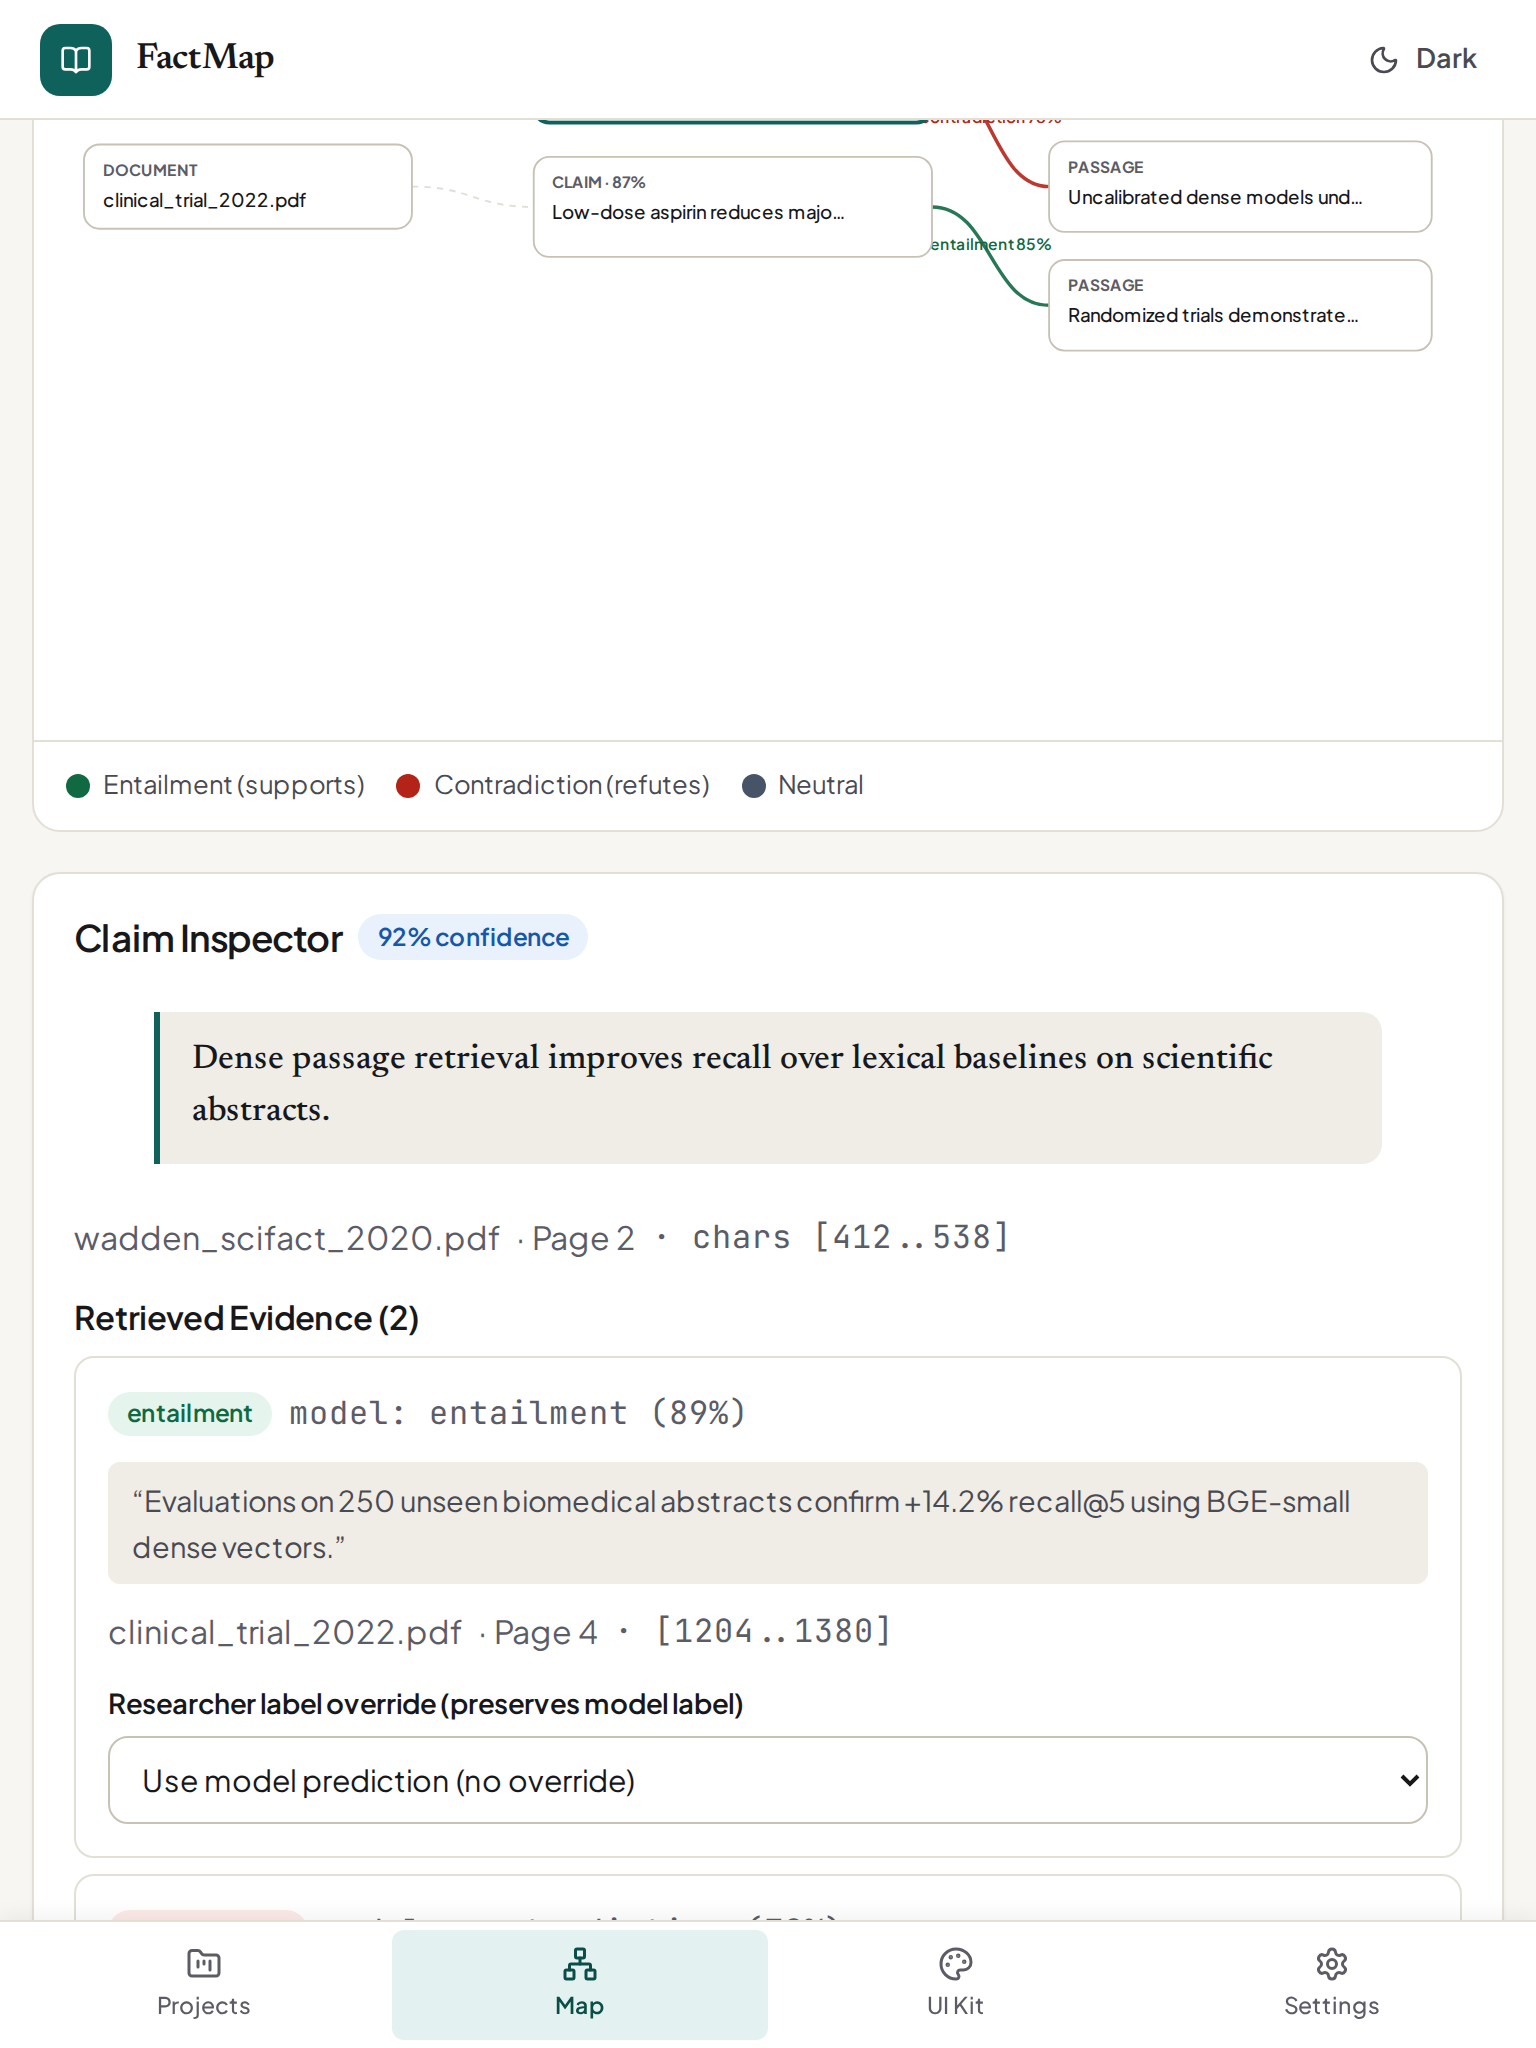 FactMap
Dark
DOCUMENT
clinical_trial_2022.pdf
CLAIM · 87%
Low-dose aspirin reduces majo…
PASSAGE
Uncalibrated dense models und…
entailment 85%
PASSAGE
Randomized trials demonstrate…
Entailment (supports)
Contradiction (refutes)
Neutral
Claim Inspector
92% confidence
Dense passage retrieval improves recall over lexical baselines on scientific
abstracts.
wadden_scifact_2020.pdf · Page 2 · chars [412..538]
Retrieved Evidence (2)
entailment
model: entailment (89%)
“Evaluations on 250 unseen biomedical abstracts confirm +14.2% recall@5 using BGE-small
dense vectors.”
clinical_trial_2022.pdf · Page 4 · [1204..1380]
Researcher label override (preserves model label)
Use model prediction (no override)
Projects
Map
UI Kit
Settings